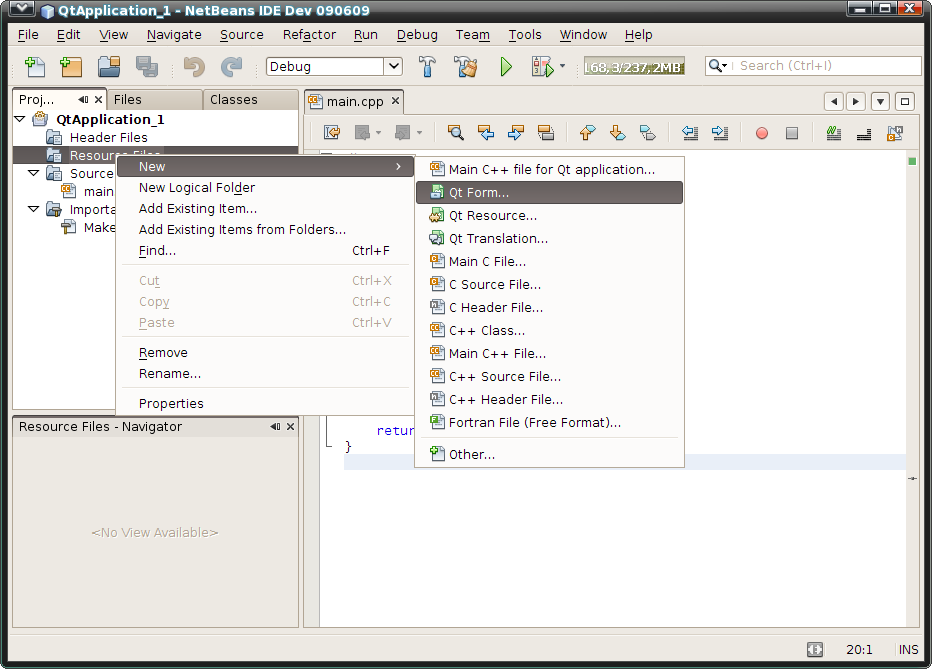 QtApplication_1 - NetBeans IDE Dev 090609
File Edit View Navigate Source Refactor Run Debug Team Tools Window Help
Debug
168,3/237,2MB
Search (Ctrl+I)
Proj... Files Classes
main.cpp
QtApplication_1
Header Files
Resource Files
Source
main
Importa
Make
New
New Logical Folder
Add Existing Item...
Add Existing Items from Folders...
Find... Ctrl+F
Cut Ctrl+X
Copy Ctrl+C
Paste Ctrl+V
Remove
Rename...
Properties
Main C++ file for Qt application...
Qt Form...
Qt Resource...
Qt Translation...
Main C File...
C Source File...
C Header File...
C++ Class...
Main C++ File...
C++ Source File...
C++ Header File...
Fortran File (Free Format)...
Other...
retur
}
Resource Files - Navigator
<No View Available>
20:1 INS